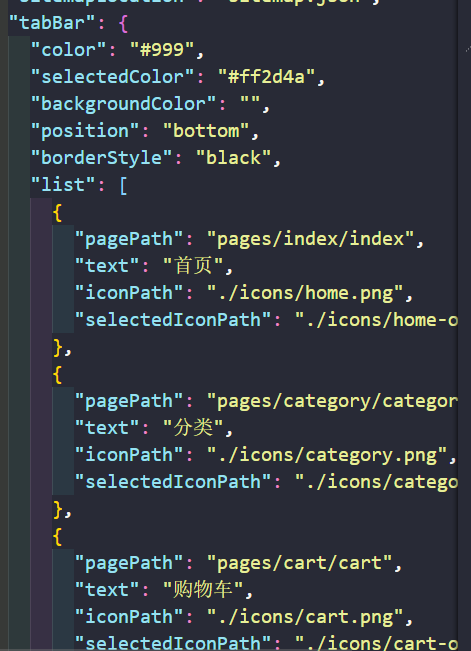 "sitemapLocation": "sitemap.json",
"tabBar": {
"color": "#999",
"selectedColor": "#ff2d4a",
"backgroundColor": "",
"position": "bottom",
"borderStyle": "black",
"list": [
{
"pagePath": "pages/index/index",
"text": "首页",
"iconPath": "./icons/home.png",
"selectedIconPath": "./icons/home-o
},
{
"pagePath": "pages/category/categor
"text": "分类",
"iconPath": "./icons/category.png",
"selectedIconPath": "./icons/catego
},
{
"pagePath": "pages/cart/cart",
"text": "购物车",
"iconPath": "./icons/cart.png",
"selectedIconPath": "./icons/cart-o